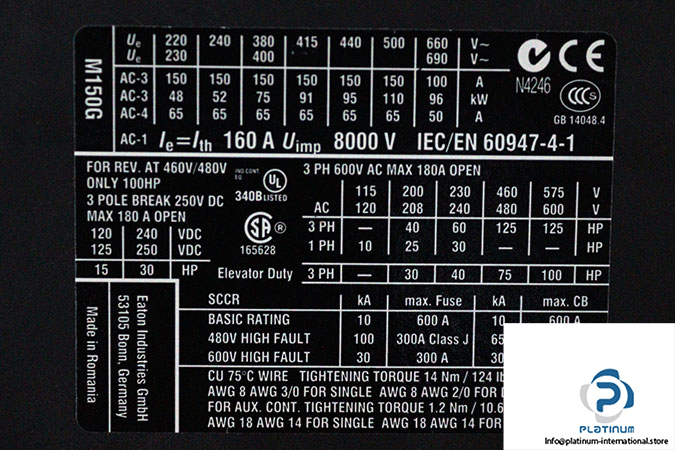 M150G
Ue 220 240 380 415 440 500 660 V~
Ue 230 400 690 V~
AC-3 150 150 150 150 150 150 100 A
AC-3 48 52 75 91 95 110 96 kW
AC-4 65 65 65 65 65 65 50 A
AC-1 Ie=Ith 160 A Uimp 8000 V IEC/EN 60947-4-1
N4246
CCC S
GB 14048.4
FOR REV. AT 460V/480V
ONLY 100HP
3 POLE BREAK 250V DC
MAX 180 A OPEN
120 240 VDC
125 250 VDC
15 30 HP
IND CONT
EQ
UL
340B LISTED
SA
165628
3 PH 600V AC MAX 180A OPEN
115 200 230 460 575 V
AC 120 208 240 480 600 V
3 PH — 40 60 125 125 HP
1 PH 10 25 30 — — HP
Elevator Duty 3 PH — 30 40 75 100 HP
SCCR kA max. Fuse kA max. CB
BASIC RATING 10 600 A 10 600 A
480V HIGH FAULT 100 300A Class J 65
600V HIGH FAULT 30 300 A 30
CU 75°C WIRE TIGHTENING TORQUE 14 Nm / 124 lb
AWG 8 AWG 3/0 FOR SINGLE AWG 8 AWG 2/0 FOR
FOR AUX. CONT. TIGHTENING TORQUE 1.2 Nm / 10.6
AWG 18 AWG 14 FOR SINGLE AWG 18 AWG 14 FOR
Eaton Industries GmbH
53105 Bonn, Germany
Made in Romania
PLATINUM
Info@platinum-international.store